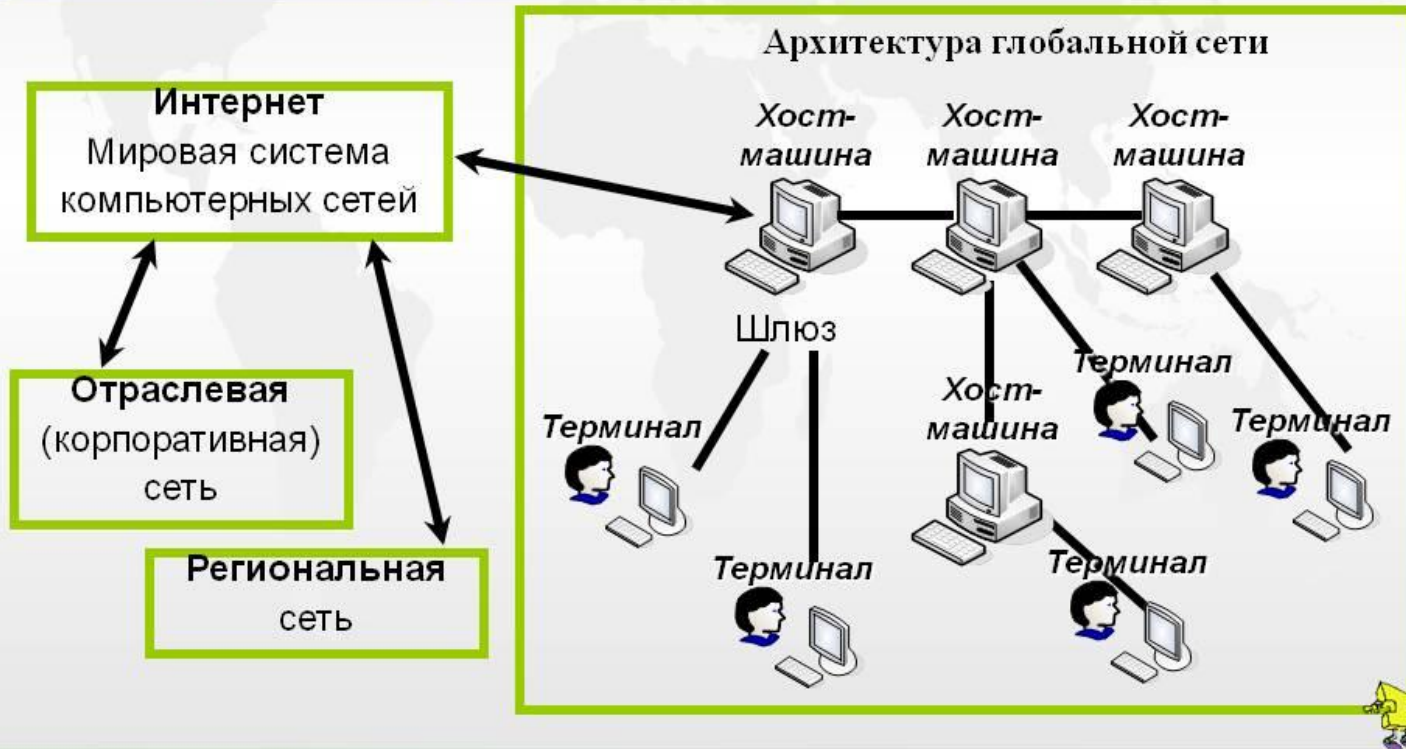 Архитектура глобальной сети
Интернет
Мировая система
компьютерных сетей
Отраслевая
(корпоративная)
сеть
Региональная
сеть
Хост-
машина
Хост-
машина
Хост-
машина
Шлюз
Терминал
Терминал
Хост-
машина
Терминал
Терминал
Терминал